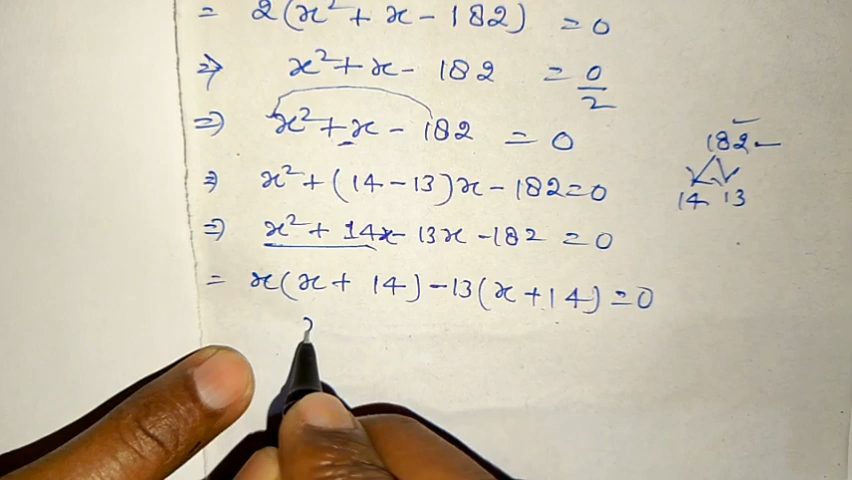 = 2(x² + x - 182) = 0
⇒ x² + x - 182 = 0/2
⇒ x² + x - 182 = 0
⇒ x² + (14 - 13)x - 182 = 0
⇒ x² + 14x - 13x - 182 = 0
= x(x + 14) - 13(x + 14) = 0
182
14 13